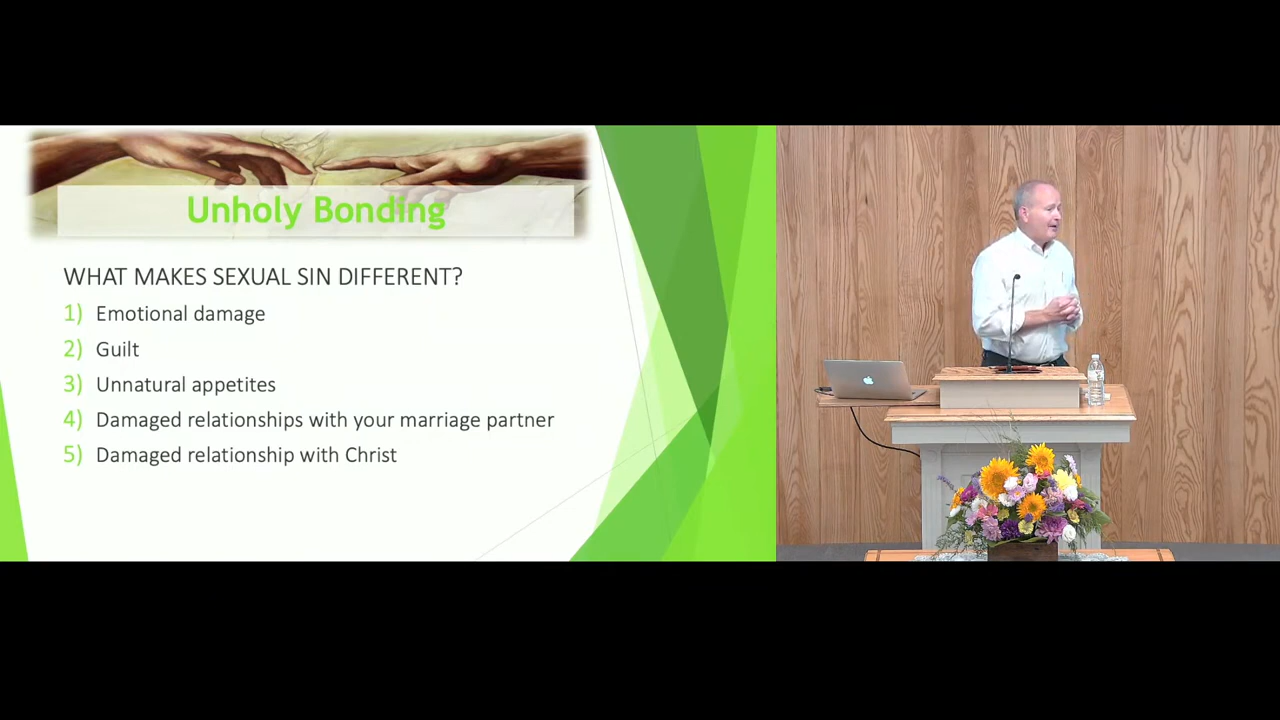 Unholy Bonding
WHAT MAKES SEXUAL SIN DIFFERENT?
1) Emotional damage
2) Guilt
3) Unnatural appetites
4) Damaged relationships with your marriage partner
5) Damaged relationship with Christ